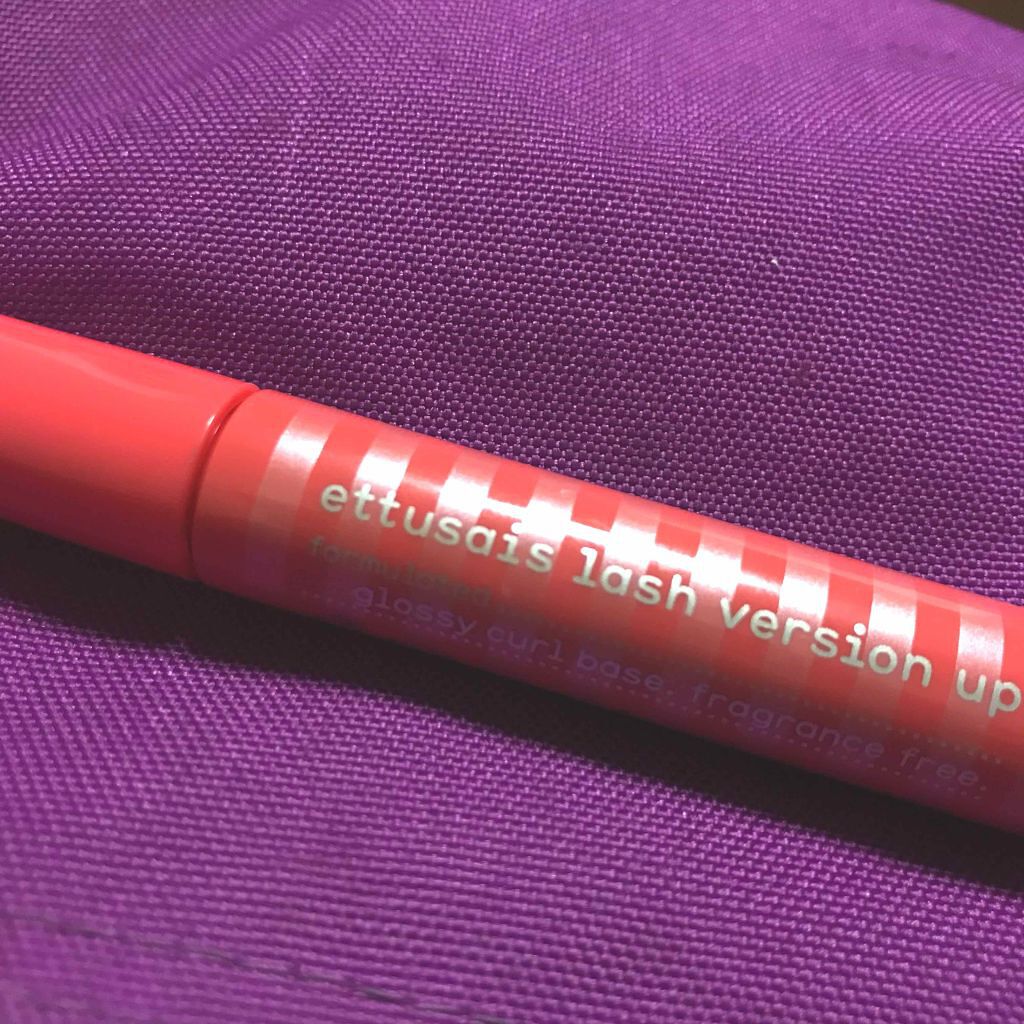 ettusais lash version up
formulated
glossy curl base. fragrance free.